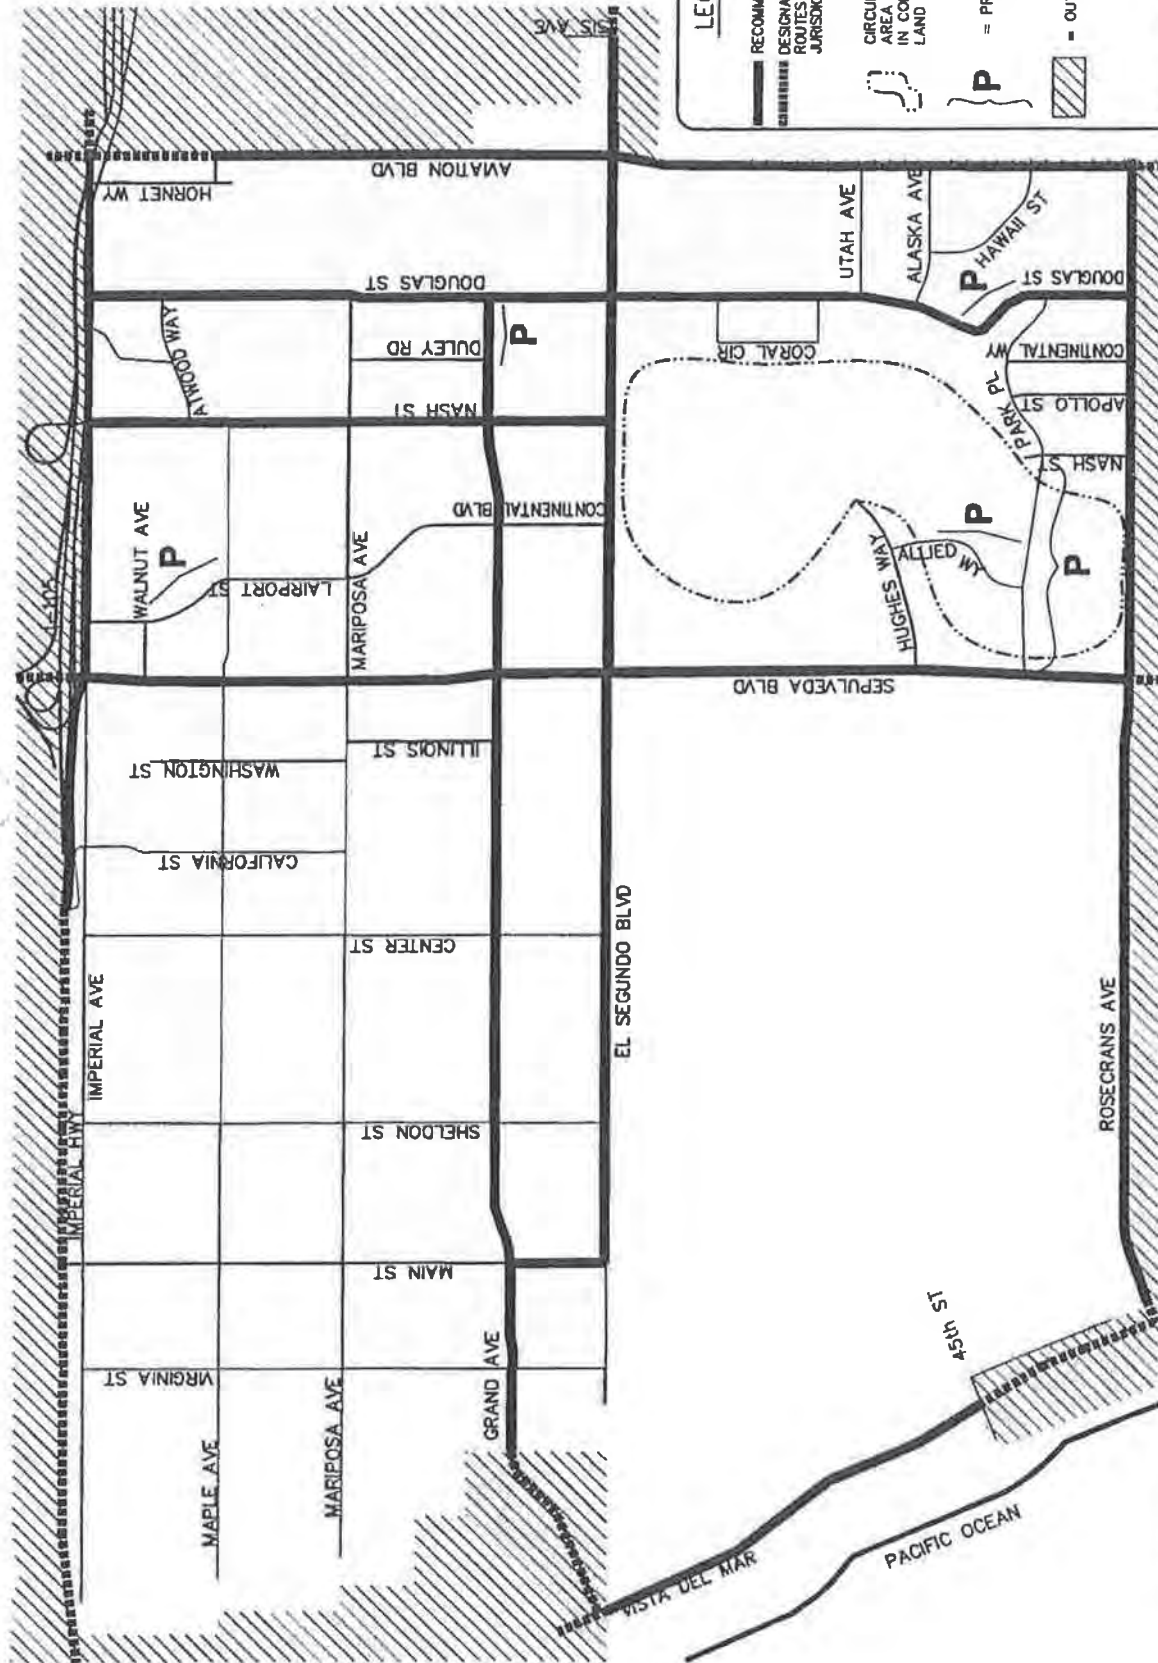 ISIS AVE
LE
RECOMM
DESIGNA
ROUTES
JURISDIC
CIRCU
AREA
IN CO
LAND
P
= PR
= OU
HORNET WY
AVIATION BLVD
DOUGLAS ST
UTAH AVE
ALASKA AVE
P
HAWAII ST
DOUGLAS ST
ATWOOD WAY
DULEY RD
P
NASH ST
CORAL CIR
CONTINENTAL WY
PARK PL
APOLLO ST
NASH ST
I-105
WALNUT AVE
P
LAIRPORT ST
MARIPOSA AVE
CONTINENTAL BLVD
HUGHES WAY
ALLIED WY
P
P
SEPULVEDA BLVD
WASHINGTON ST
ILLINOIS ST
CALIFORNIA ST
CENTER ST
IMPERIAL AVE
EL SEGUNDO BLVD
ROSECRANS AVE
IMPERIAL HWY
SHELDON ST
MAIN ST
VIRGINIA ST
GRAND AVE
MAPLE AVE
MARIPOSA AVE
45th ST
VISTA DEL MAR
PACIFIC OCEAN